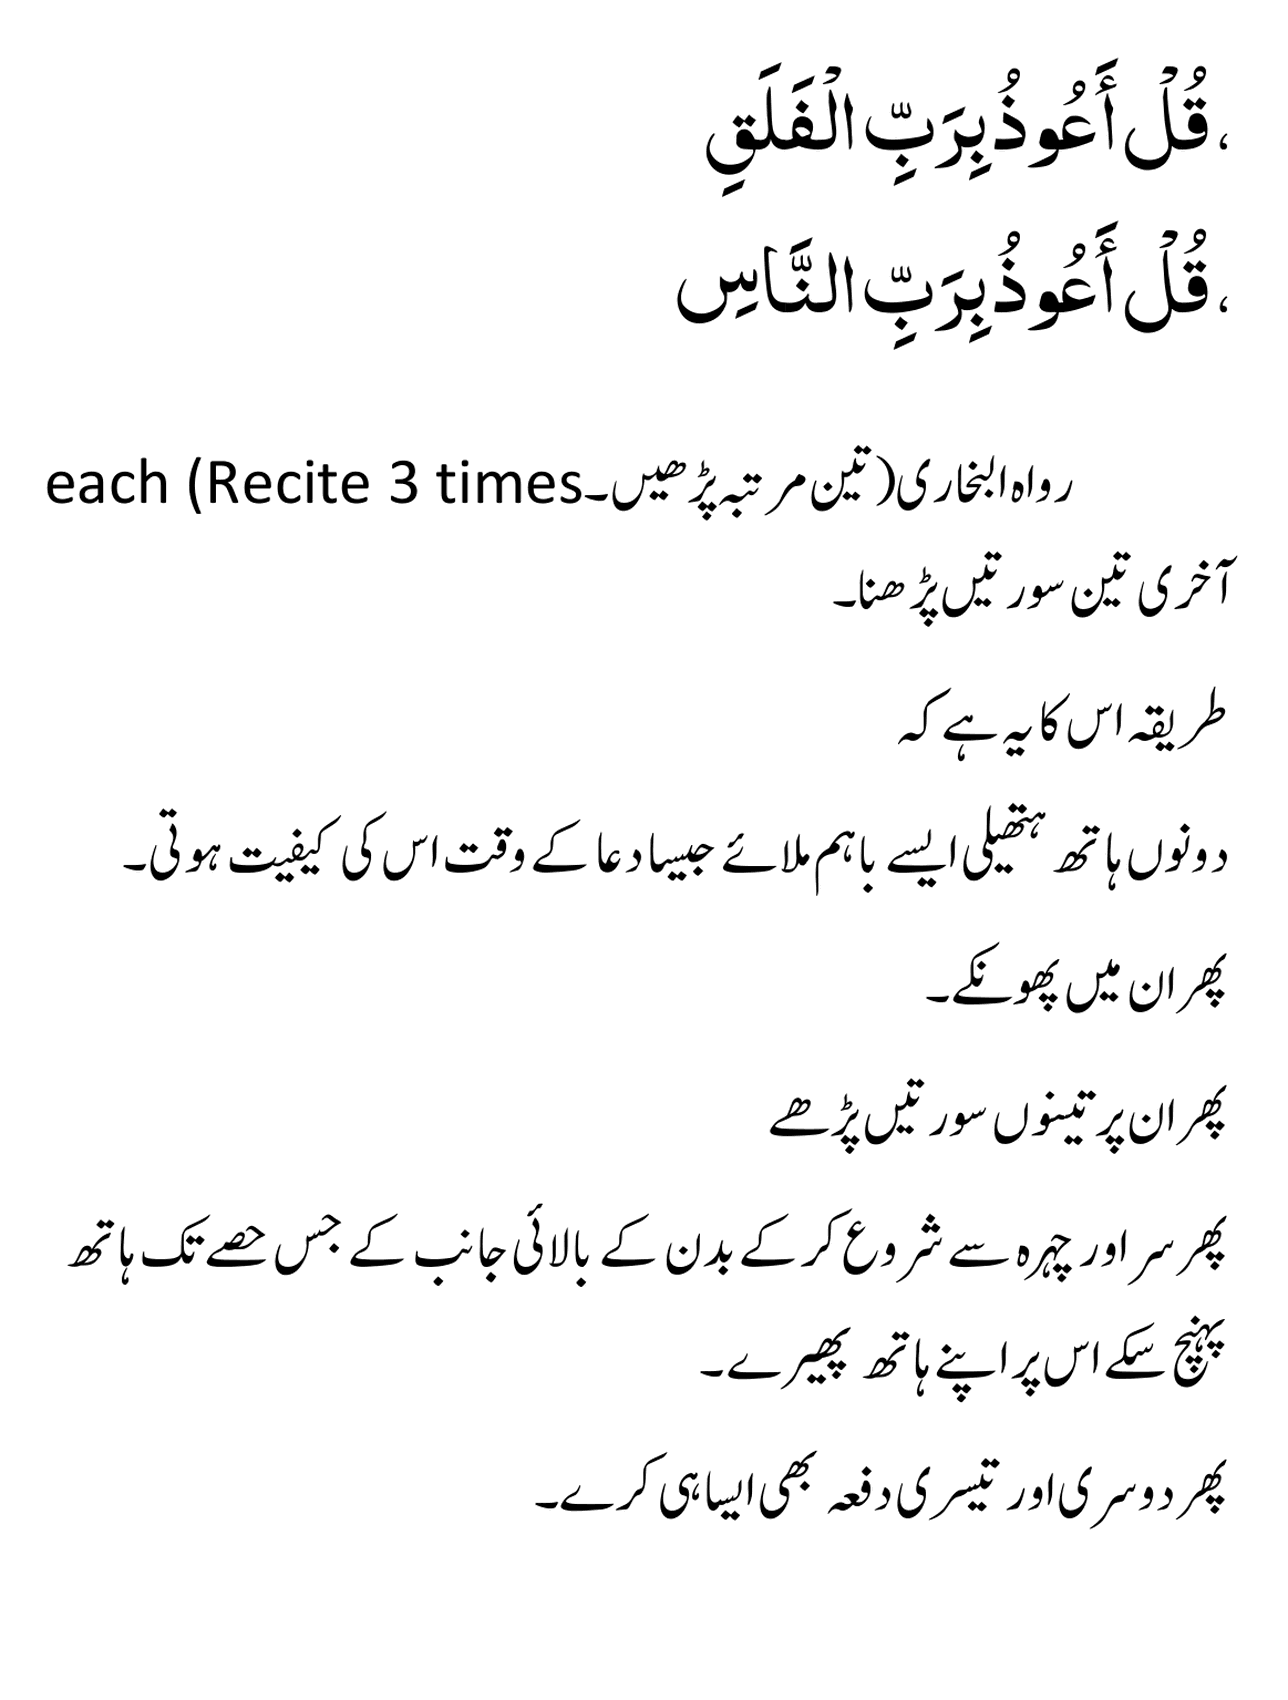 ، قُلْ أَعُوذُ بِرَبِّ الْفَلَقِ
، قُلْ أَعُوذُ بِرَبِّ النَّاسِ
رواہ البخاری(تین مرتبہ پڑھیں۔each (Recite 3 times
آخری تین سورتیں پڑھنا۔
طریقہ اس کا یہ ہے کہ
دونوں ہاتھ ہتھیلی ایسے باہم ملائے جیسا دعا کے وقت اس کی کیفیت ہوتی۔
پھر ان میں پھونکے۔
پھر ان پر تینوں سورتیں پڑھے
پھر سر اور چہرہ سے شروع کر کے بدن کے بالائی جانب کے جس حصے تک ہاتھ
پہنچ سکے اس پر اپنے ہاتھ پھیرے۔
پھر دوسری اور تیسری دفعہ بھی ایسا ہی کرے۔